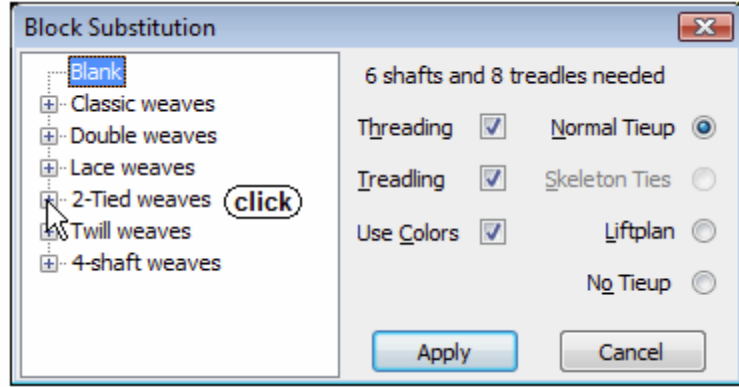 Block Substitution
Blank
Classic weaves
Double weaves
Lace weaves
2-Tied weaves (click)
Twill weaves
4-shaft weaves
6 shafts and 8 treadles needed
Threading Normal Tieup
Treadling Skeleton Ties
Use Colors Liftplan
No Tieup
Apply Cancel